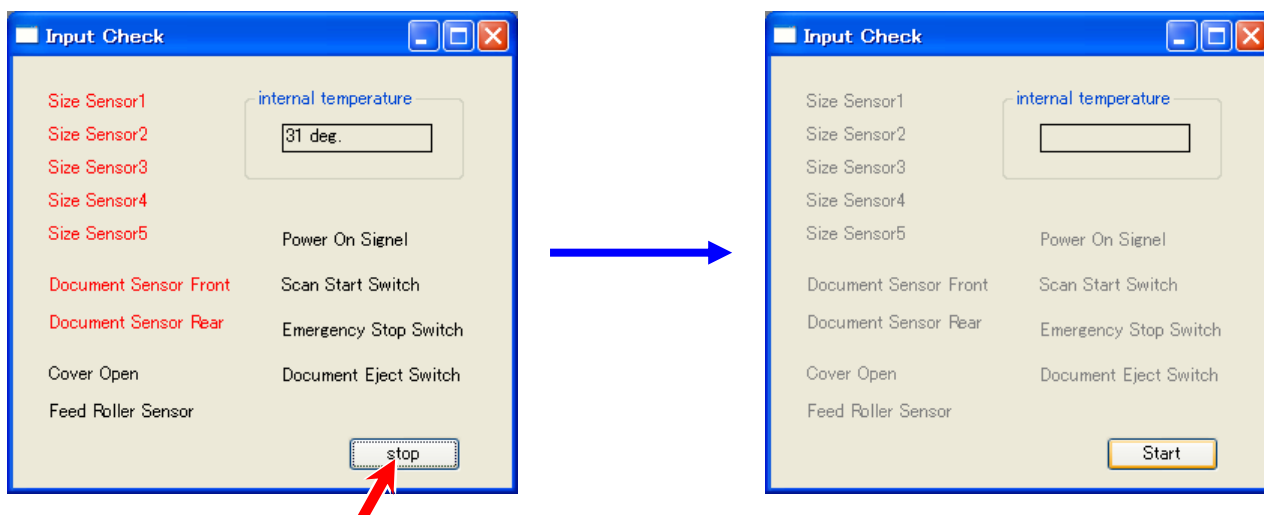 Input Check
Size Sensor1
Size Sensor2
Size Sensor3
Size Sensor4
Size Sensor5
Document Sensor Front
Document Sensor Rear
Cover Open
Feed Roller Sensor
internal temperature
31 deg.
Power On Signel
Scan Start Switch
Emergency Stop Switch
Document Eject Switch
stop
Input Check
Size Sensor1
Size Sensor2
Size Sensor3
Size Sensor4
Size Sensor5
Document Sensor Front
Document Sensor Rear
Cover Open
Feed Roller Sensor
internal temperature
Power On Signel
Scan Start Switch
Emergency Stop Switch
Document Eject Switch
Start